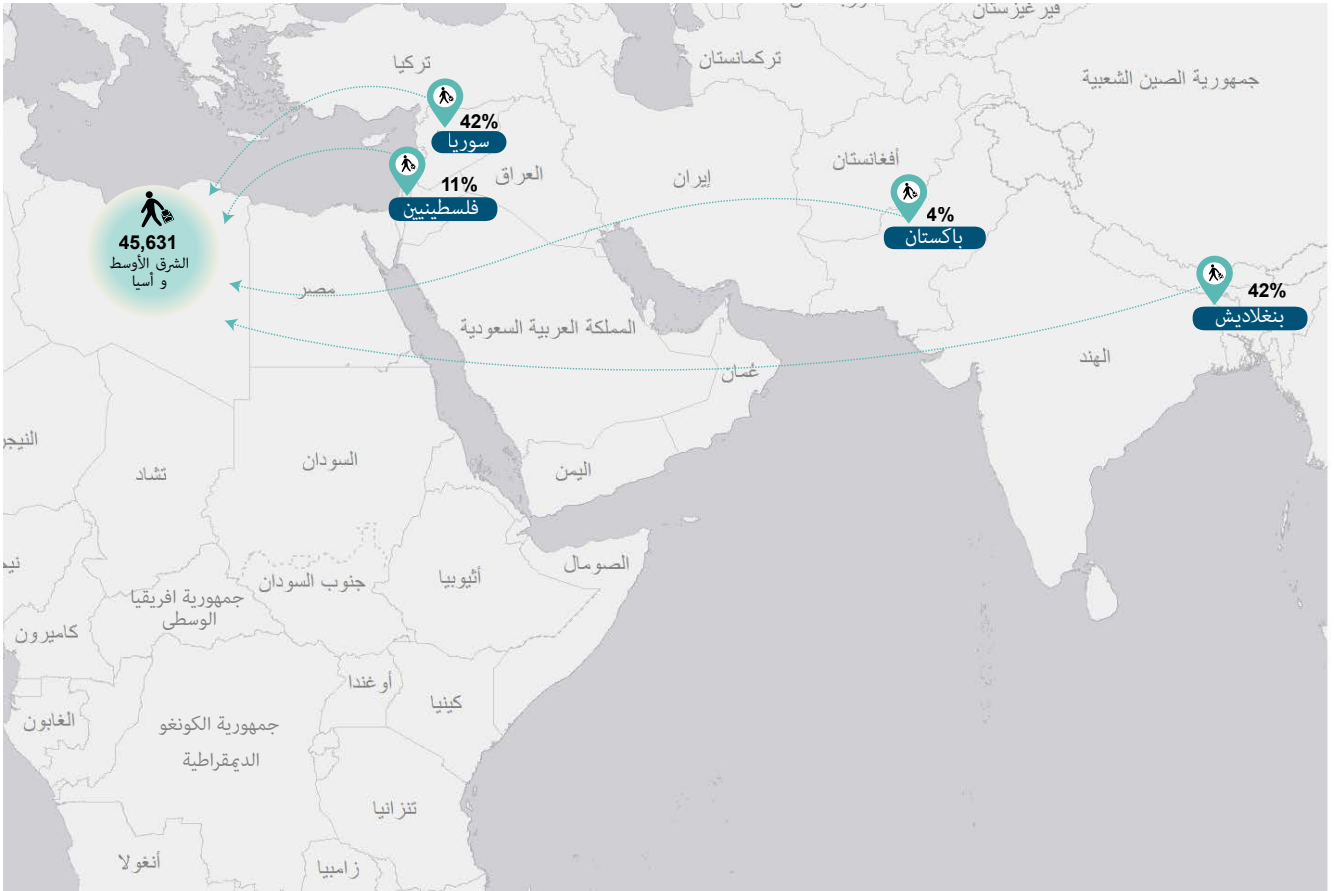 قيرغيزستان
تركيا
تركمانستان
جمهورية الصين الشعبية
42%
سوريا
11%
فلسطينيين
العراق
إيران
أفغانستان
4%
باكستان
42%
بنغلاديش
45,631
الشرق الأوسط
و أسيا
مصر
المملكة العربية السعودية
عُمان
الهند
النيجر
تشاد
السودان
اليمن
جنوب السودان
أثيوبيا
الصومال
جمهورية افريقيا
الوسطى
كاميرون
أوغندا
كينيا
الغابون
جمهورية الكونغو
الديمقراطية
تنزانيا
أنغولا
زامبيا